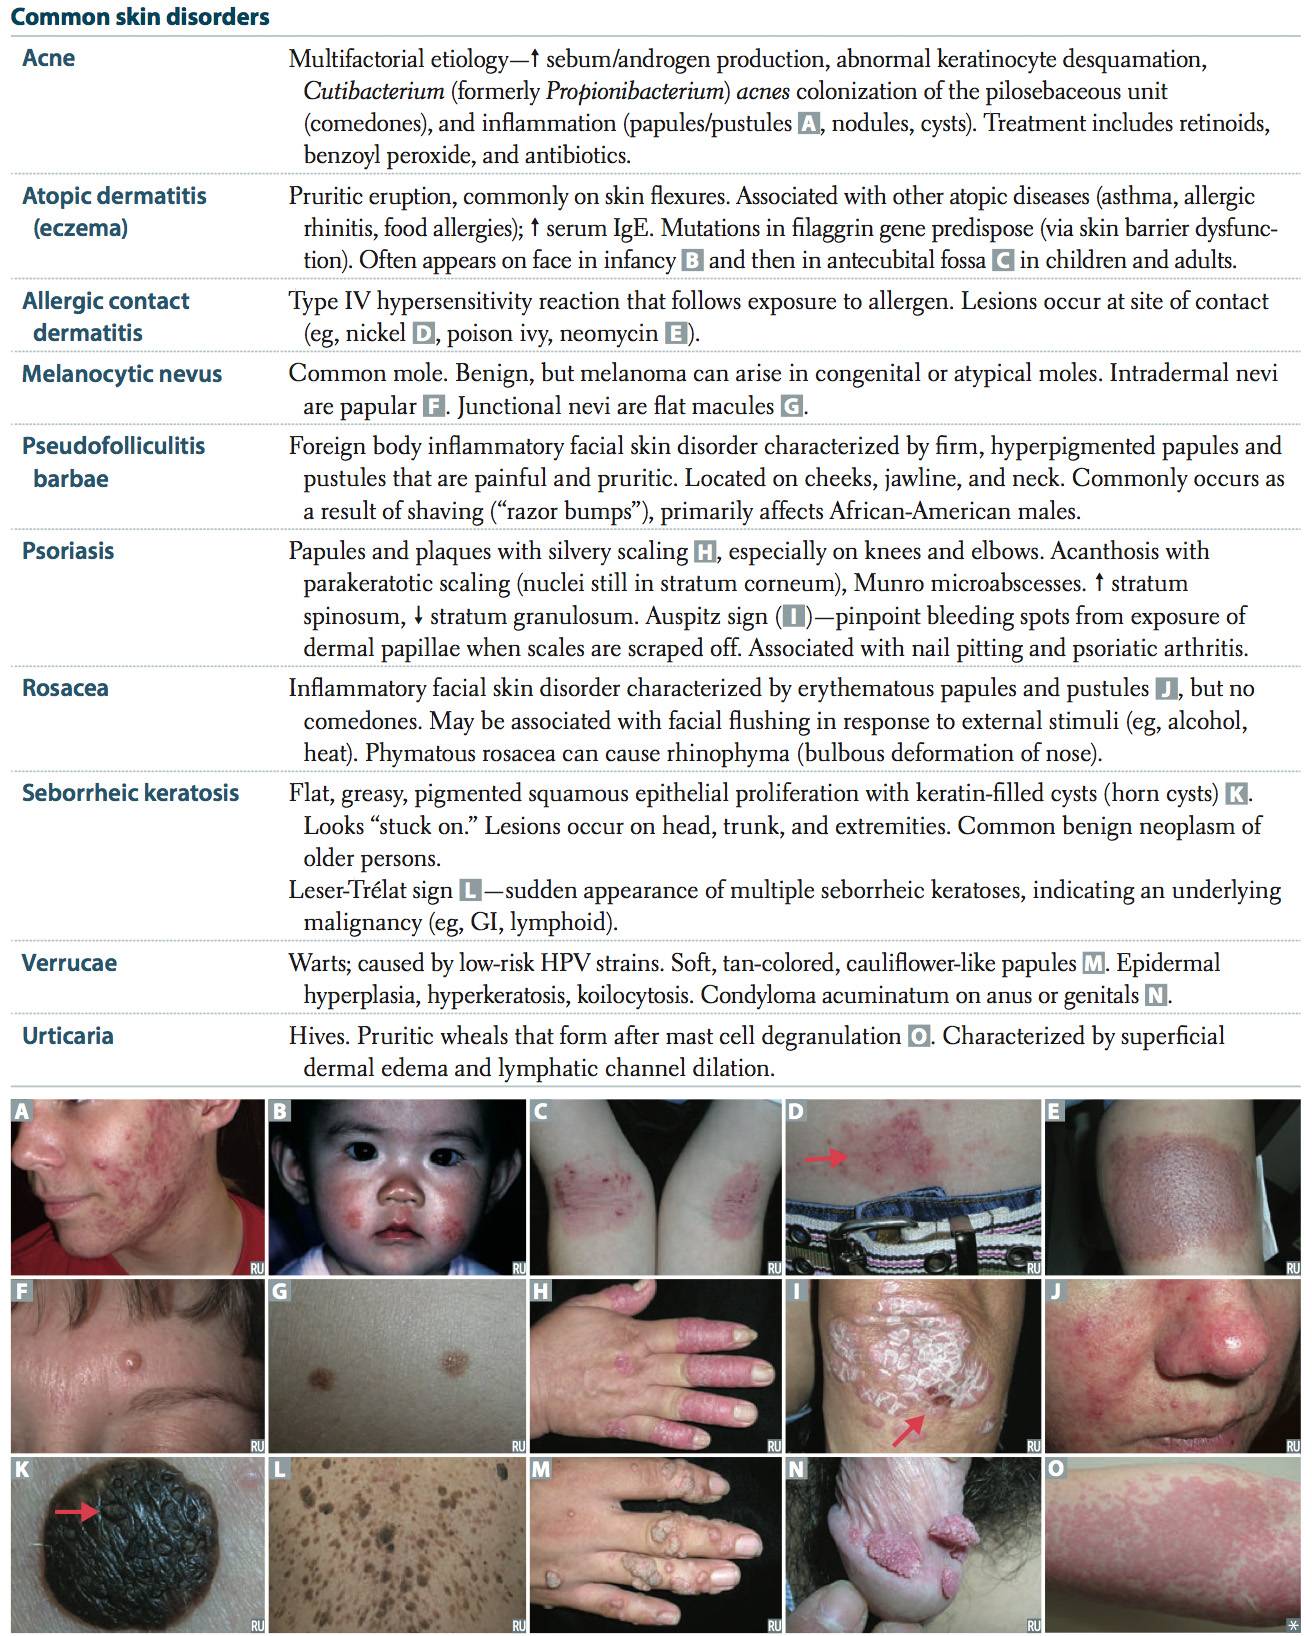 Common skin disorders
Acne
Multifactorial etiology—↑ sebum/androgen production, abnormal keratinocyte desquamation,
Cutibacterium (formerly Propionibacterium) acnes colonization of the pilosebaceous unit
(comedones), and inflammation (papules/pustules A, nodules, cysts). Treatment includes retinoids,
benzoyl peroxide, and antibiotics.
Atopic dermatitis
(eczema)
Pruritic eruption, commonly on skin flexures. Associated with other atopic diseases (asthma, allergic
rhinitis, food allergies); ↑ serum IgE. Mutations in filaggrin gene predispose (via skin barrier dysfunc-
tion). Often appears on face in infancy B and then in antecubital fossa C in children and adults.
Allergic contact
dermatitis
Type IV hypersensitivity reaction that follows exposure to allergen. Lesions occur at site of contact
(eg, nickel D, poison ivy, neomycin E).
Melanocytic nevus
Common mole. Benign, but melanoma can arise in congenital or atypical moles. Intradermal nevi
are papular F. Junctional nevi are flat macules G.
Pseudofolliculitis
barbae
Foreign body inflammatory facial skin disorder characterized by firm, hyperpigmented papules and
pustules that are painful and pruritic. Located on cheeks, jawline, and neck. Commonly occurs as
a result of shaving (“razor bumps”), primarily affects African-American males.
Psoriasis
Papules and plaques with silvery scaling H, especially on knees and elbows. Acanthosis with
parakeratotic scaling (nuclei still in stratum corneum), Munro microabscesses. ↑ stratum
spinosum, ↓ stratum granulosum. Auspitz sign (I)—pinpoint bleeding spots from exposure of
dermal papillae when scales are scraped off. Associated with nail pitting and psoriatic arthritis.
Rosacea
Inflammatory facial skin disorder characterized by erythematous papules and pustules J, but no
comedones. May be associated with facial flushing in response to external stimuli (eg, alcohol,
heat). Phymatous rosacea can cause rhinophyma (bulbous deformation of nose).
Seborrheic keratosis
Flat, greasy, pigmented squamous epithelial proliferation with keratin-filled cysts (horn cysts) K.
Looks “stuck on.” Lesions occur on head, trunk, and extremities. Common benign neoplasm of
older persons.
Leser-Trélat sign L—sudden appearance of multiple seborrheic keratoses, indicating an underlying
malignancy (eg, GI, lymphoid).
Verrucae
Warts; caused by low-risk HPV strains. Soft, tan-colored, cauliflower-like papules M. Epidermal
hyperplasia, hyperkeratosis, koilocytosis. Condyloma acuminatum on anus or genitals N.
Urticaria
Hives. Pruritic wheals that form after mast cell degranulation O. Characterized by superficial
dermal edema and lymphatic channel dilation.
A B C D E
RU RU RU RU RU
F G H I J
RU RU RU RU RU
K L M N O
RU RU RU RU *